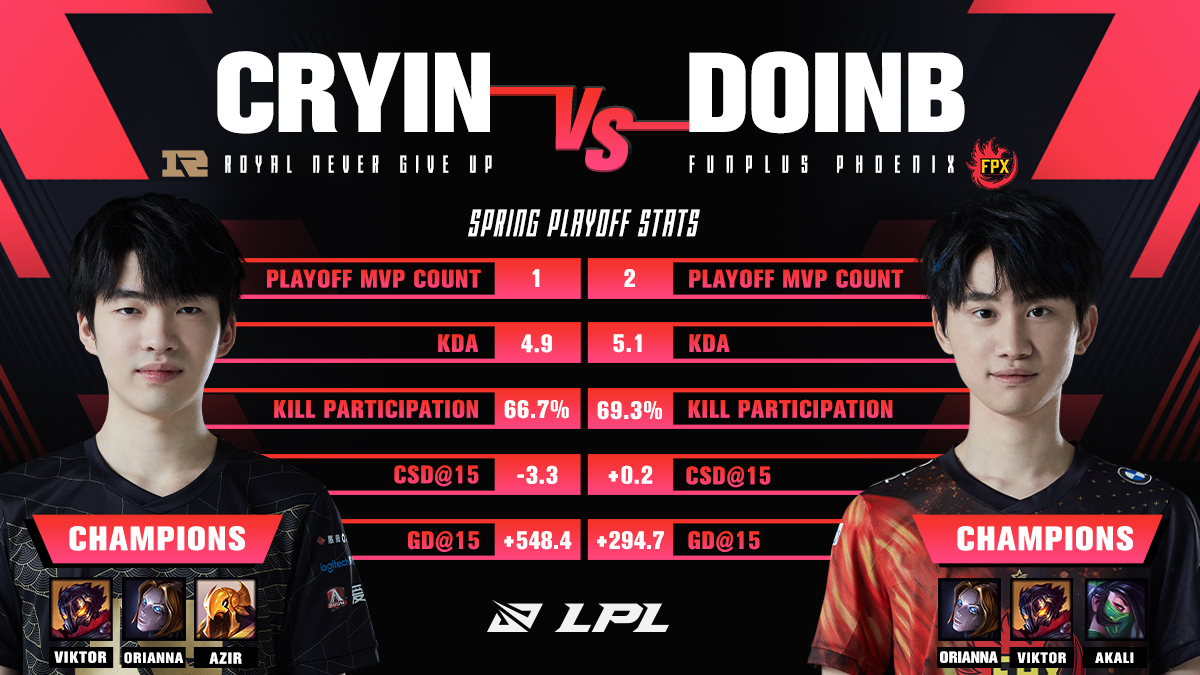 CRYIN VS DOINB
ROYAL NEVER GIVE UP
FUNPLUS PHOENIX
FPX
SPRING PLAYOFF STATS
PLAYOFF MVP COUNT 1 2 PLAYOFF MVP COUNT
KDA 4.9 5.1 KDA
KILL PARTICIPATION 66.7% 69.3% KILL PARTICIPATION
CSD@15 -3.3 +0.2 CSD@15
GD@15 +548.4 +294.7 GD@15
CHAMPIONS
CHAMPIONS
logitech
VIKTOR ORIANNA AZIR
LPL
ORIANNA VIKTOR AKALI